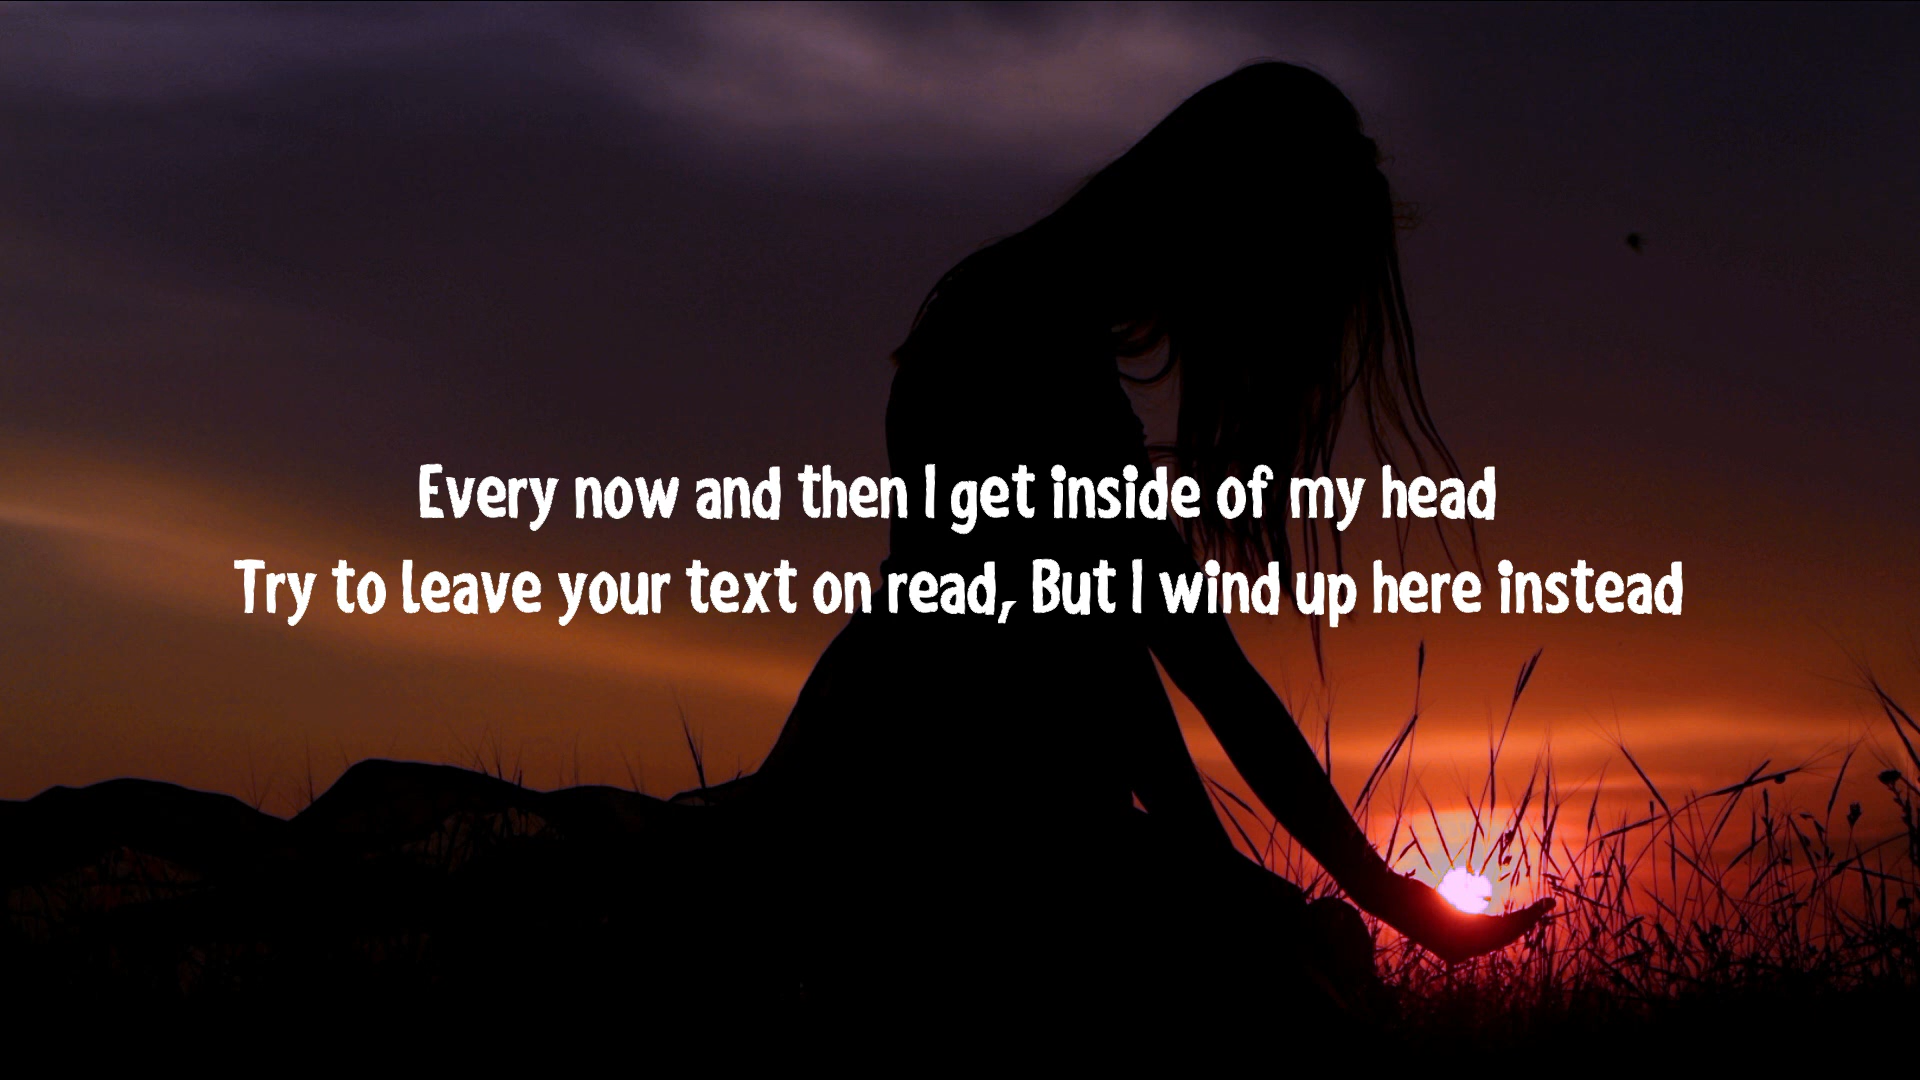 Every now and then I get inside of my head
Try to leave your text on read, But I wind up here instead